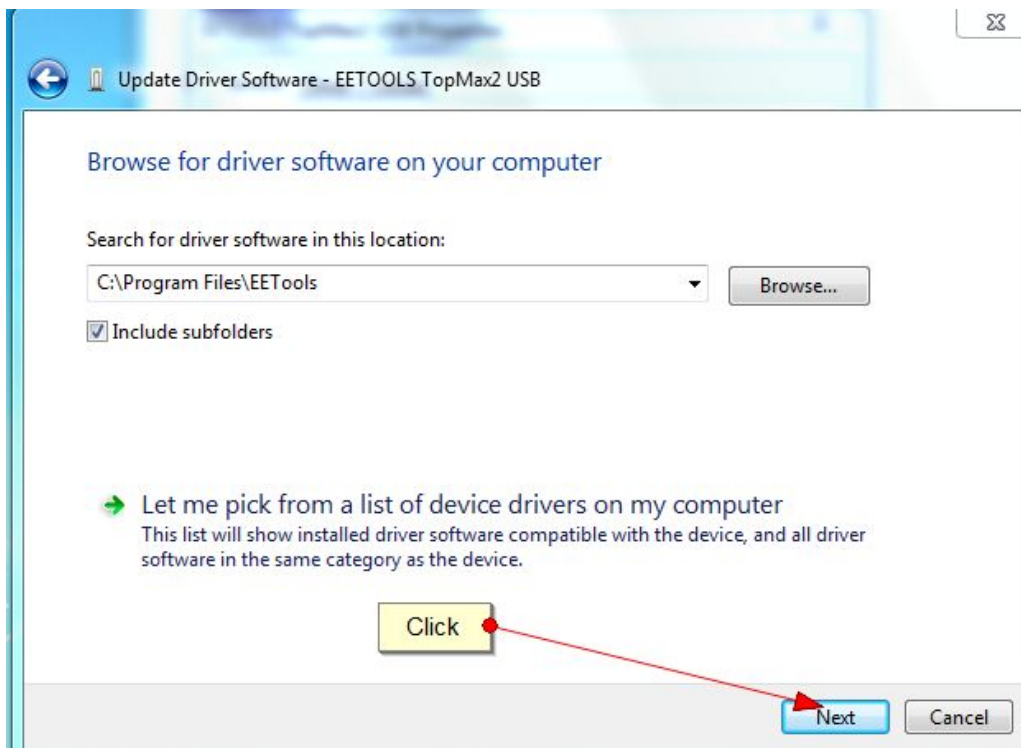 Update Driver Software - EETOOLS TopMax2 USB
Browse for driver software on your computer
Search for driver software in this location:
C:\Program Files\EETools
Browse...
Include subfolders
Let me pick from a list of device drivers on my computer
This list will show installed driver software compatible with the device, and all driver
software in the same category as the device.
Click
Next
Cancel